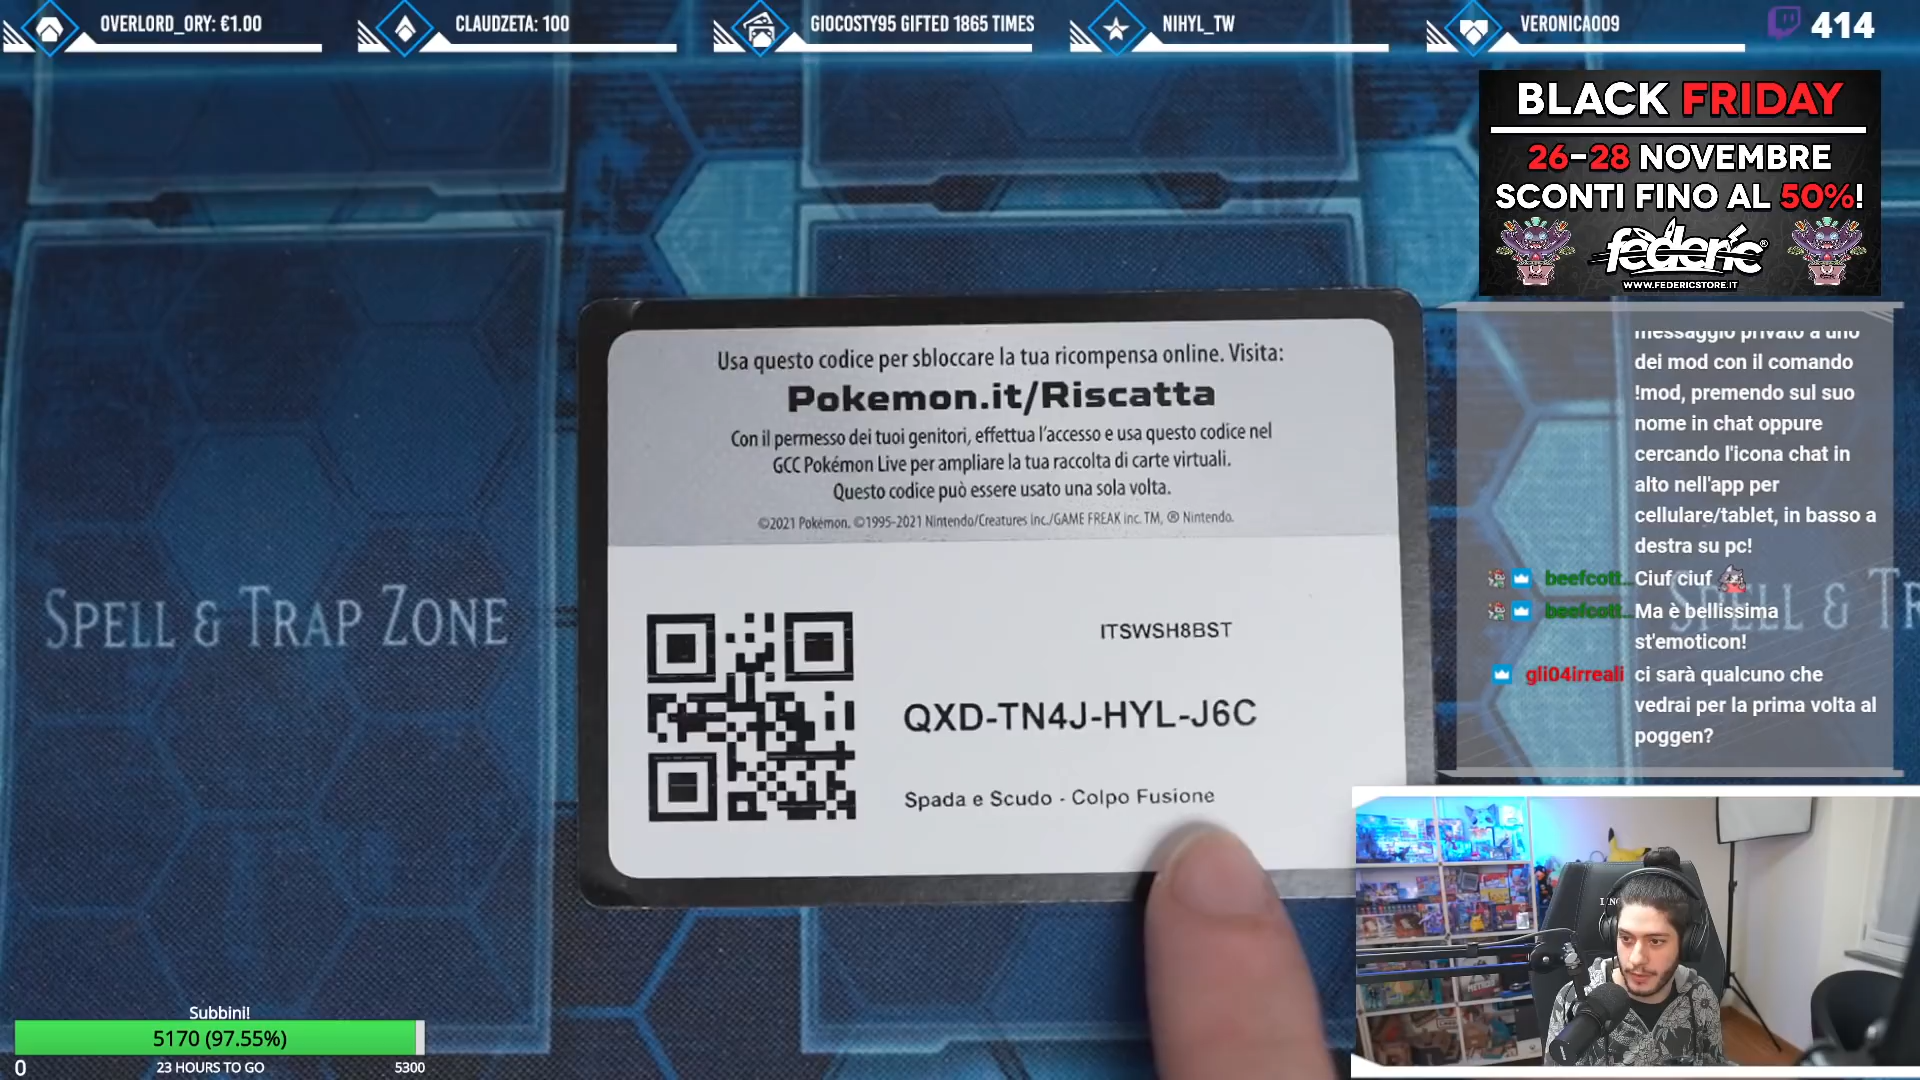 OVERLORD_ORY: €1.00
CLAUDZETA: 100
GIOCOSTY95 GIFTED 1865 TIMES
NIHYL_TW
VERONICA009
414
BLACK FRIDAY
26-28 NOVEMBRE
SCONTI FINO AL 50%!
federic®
WWW.FEDERICSTORE.IT
Usa questo codice per sbloccare la tua ricompensa online. Visita:
Pokemon.it/Riscatta
Con il permesso dei tuoi genitori, effettua l'accesso e usa questo codice nel
GCC Pokémon Live per ampliare la tua raccolta di carte virtuali.
Questo codice può essere usato una sola volta.
©2021 Pokémon. ©1995-2021 Nintendo/Creatures Inc./GAME FREAK inc. TM, ® Nintendo.
ITSWSH8BST
QXD-TN4J-HYL-J6C
Spada e Scudo - Colpo Fusione
SPELL & TRAP ZONE
messaggio privato a uno
dei mod con il comando
!mod, premendo sul suo
nome in chat oppure
cercando l'icona chat in
alto nell'app per
cellulare/tablet, in basso a
destra su pc!
beefcott... Ciuf ciuf
beefcott... Ma è bellissima
st'emoticon!
gli04irreali ci sarà qualcuno che
vedrai per la prima volta al
poggen?
Subbini!
5170 (97.55%)
0 23 HOURS TO GO 5300